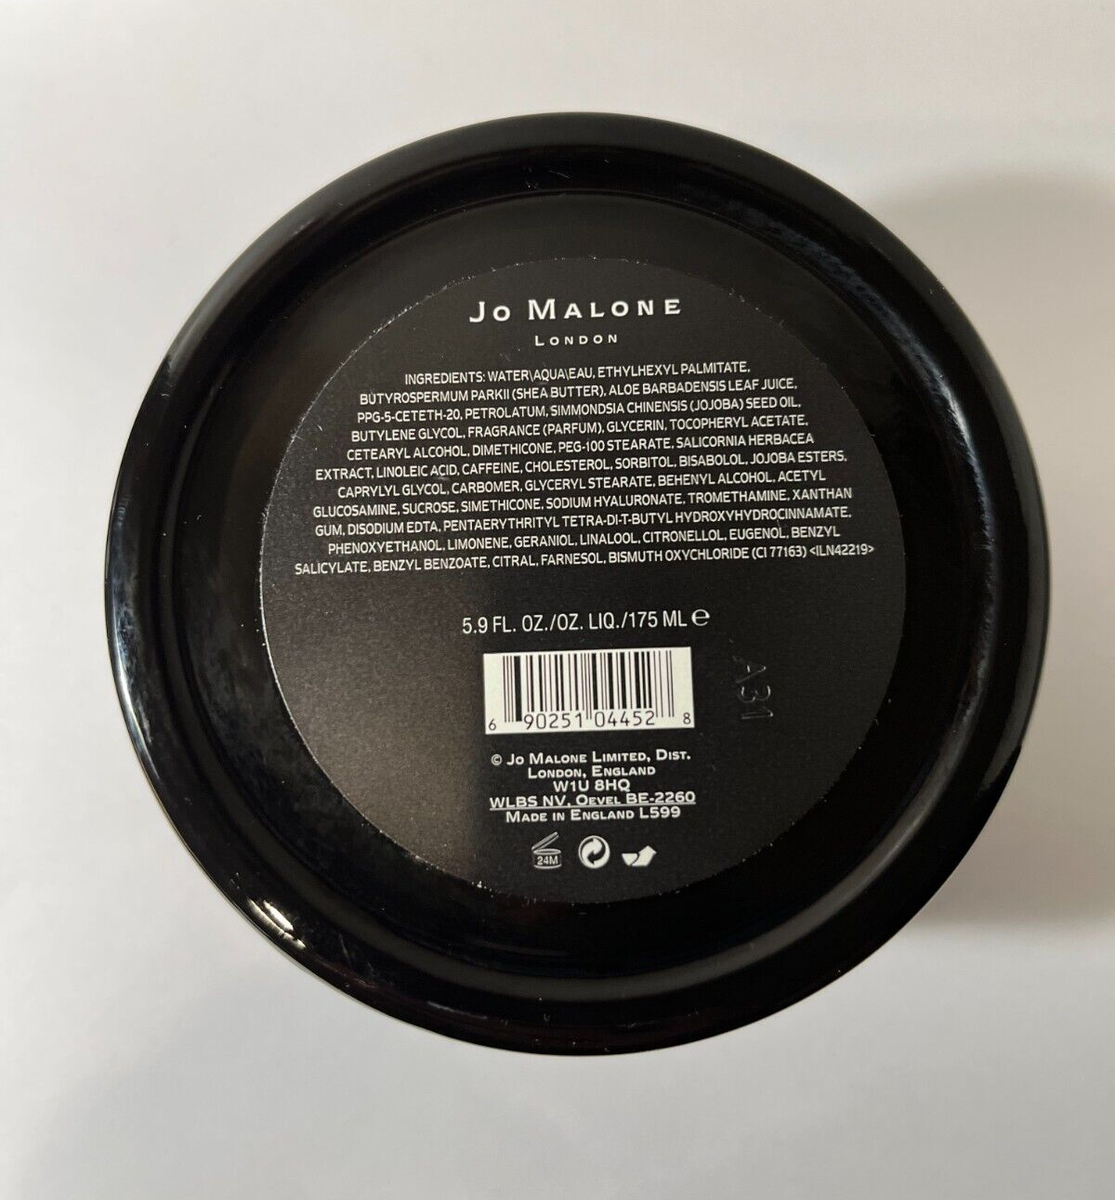 JO MALONE
LONDON
INGREDIENTS: WATER\AQUA\EAU, ETHYLHEXYL PALMITATE,
BUTYROSPERMUM PARKII (SHEA BUTTER), ALOE BARBADENSIS LEAF JUICE,
PPG-5-CETETH-20, PETROLATUM, SIMMONDSIA CHINENSIS (JOJOBA) SEED OIL,
BUTYLENE GLYCOL, FRAGRANCE (PARFUM), GLYCERIN, TOCOPHERYL ACETATE,
CETEARYL ALCOHOL, DIMETHICONE, PEG-100 STEARATE, SALICORNIA HERBACEA
EXTRACT, LINOLEIC ACID, CAFFEINE, CHOLESTEROL, SORBITOL, BISABOLOL, JOJOBA ESTERS,
CAPRYLYL GLYCOL, CARBOMER, GLYCERYL STEARATE, BEHENYL ALCOHOL, ACETYL
GLUCOSAMINE, SUCROSE, SIMETHICONE, SODIUM HYALURONATE, TROMETHAMINE, XANTHAN
GUM, DISODIUM EDTA, PENTAERYTHRITYL TETRA-DI-T-BUTYL HYDROXYHYDROCINNAMATE,
PHENOXYETHANOL, LIMONENE, GERANIOL, LINALOOL, CITRONELLOL, EUGENOL, BENZYL
SALICYLATE, BENZYL BENZOATE, CITRAL, FARNESOL, BISMUTH OXYCHLORIDE (CI 77163) <ILN42219>
5.9 FL. OZ./OZ. LIQ./175 ML ℮
A31
6 90251 04452 8
© JO MALONE LIMITED, DIST.
LONDON, ENGLAND
W1U 8HQ
WLBS NV, OEVEL BE-2260
MADE IN ENGLAND L599
24M